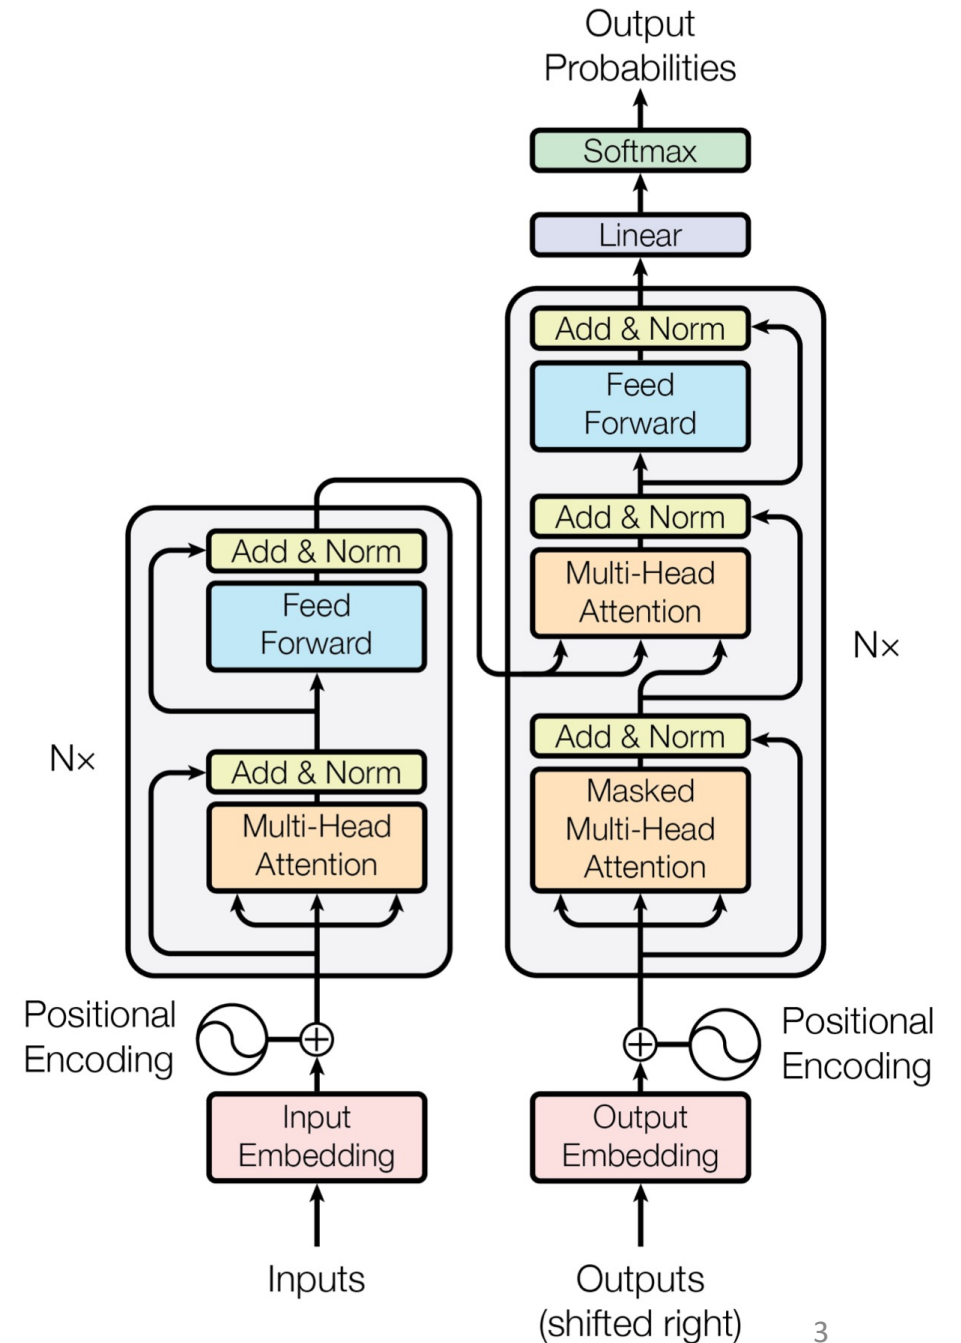 Output
Probabilities
Softmax
Linear
Add & Norm
Feed
Forward
Add & Norm
Multi-Head
Attention
Nx
Add & Norm
Masked
Multi-Head
Attention
Add & Norm
Feed
Forward
Nx
Add & Norm
Multi-Head
Attention
Positional
Encoding
Positional
Encoding
Input
Embedding
Output
Embedding
Inputs
Outputs
(shifted right)
3